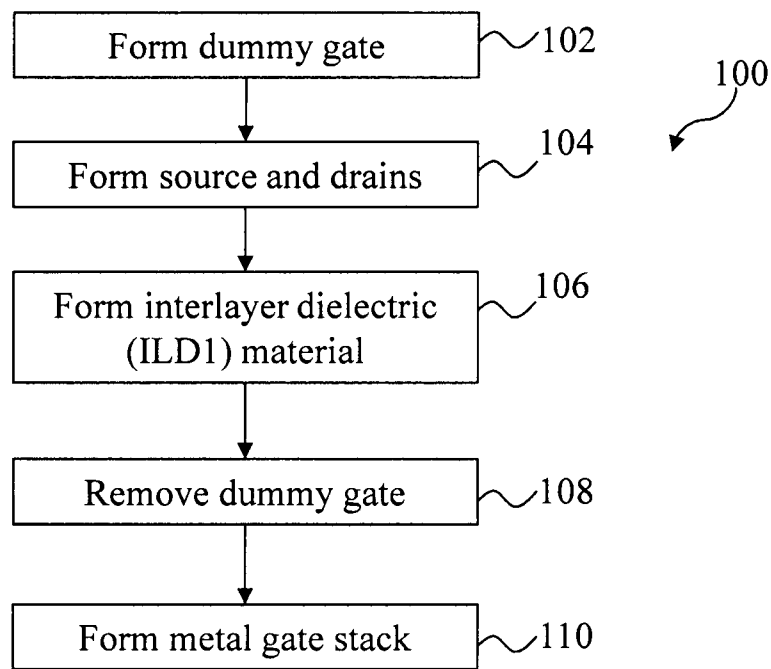 Form dummy gate
102
100
Form source and drains
104
Form interlayer dielectric
(ILD1) material
106
Remove dummy gate
108
Form metal gate stack
110